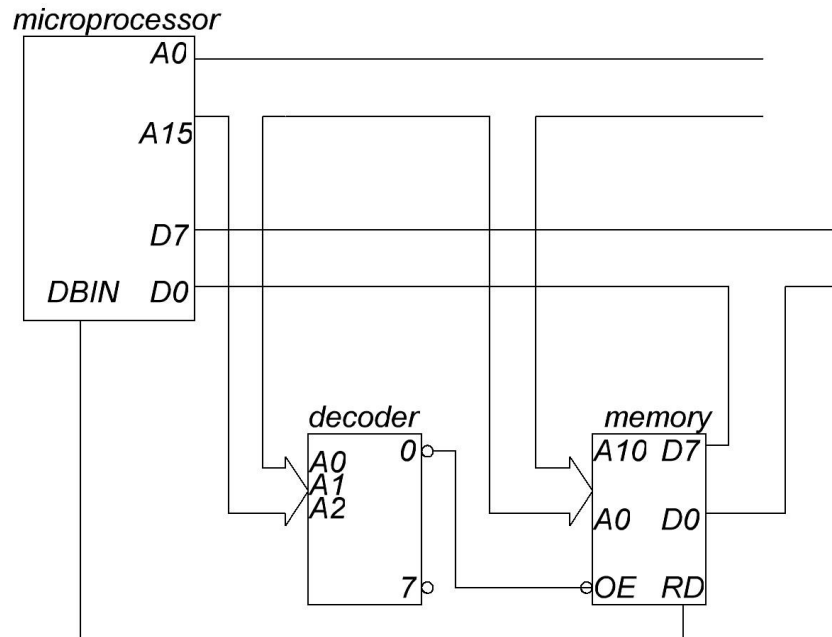 microprocessor
A0
A15
D7
DBIN D0
decoder
A0
A1
A2
0
7
memory
A10 D7
A0 D0
OE RD